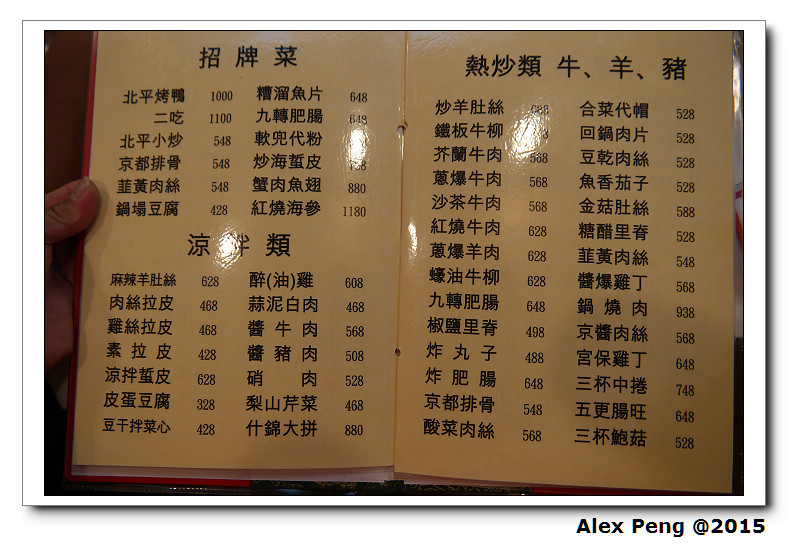 招牌菜
北平烤鴨 1000 糟溜魚片 648
二吃 1100 九轉肥腸 648
北平小炒 548 軟兜代粉
京都排骨 548 炒海蜇皮
韮黃肉絲 548 蟹肉魚翅 880
鍋塌豆腐 428 紅燒海參 1180
涼拌類
麻辣羊肚絲 628 醉(油)雞 608
肉絲拉皮 468 蒜泥白肉 468
雞絲拉皮 468 醬牛肉 568
素拉皮 428 醬豬肉 508
涼拌蜇皮 628 硝肉 528
皮蛋豆腐 328 梨山芹菜 468
豆干拌菜心 428 什錦大拼 880
熱炒類 牛、羊、豬
炒羊肚絲 合菜代帽 528
鐵板牛柳 回鍋肉片 528
芥蘭牛肉 豆乾肉絲 528
蔥爆牛肉 568 魚香茄子 528
沙茶牛肉 568 金菇肚絲 588
紅燒牛肉 628 糖醋里脊 528
蔥爆羊肉 628 韮黃肉絲 548
蠔油牛柳 628 醬爆雞丁 568
九轉肥腸 648 鍋燒肉 938
椒鹽里脊 498 京醬肉絲 568
炸丸子 488 宮保雞丁 648
炸肥腸 648 三杯中捲 748
京都排骨 548 五更腸旺 648
酸菜肉絲 568 三杯鮑菇 528
Alex Peng @2015